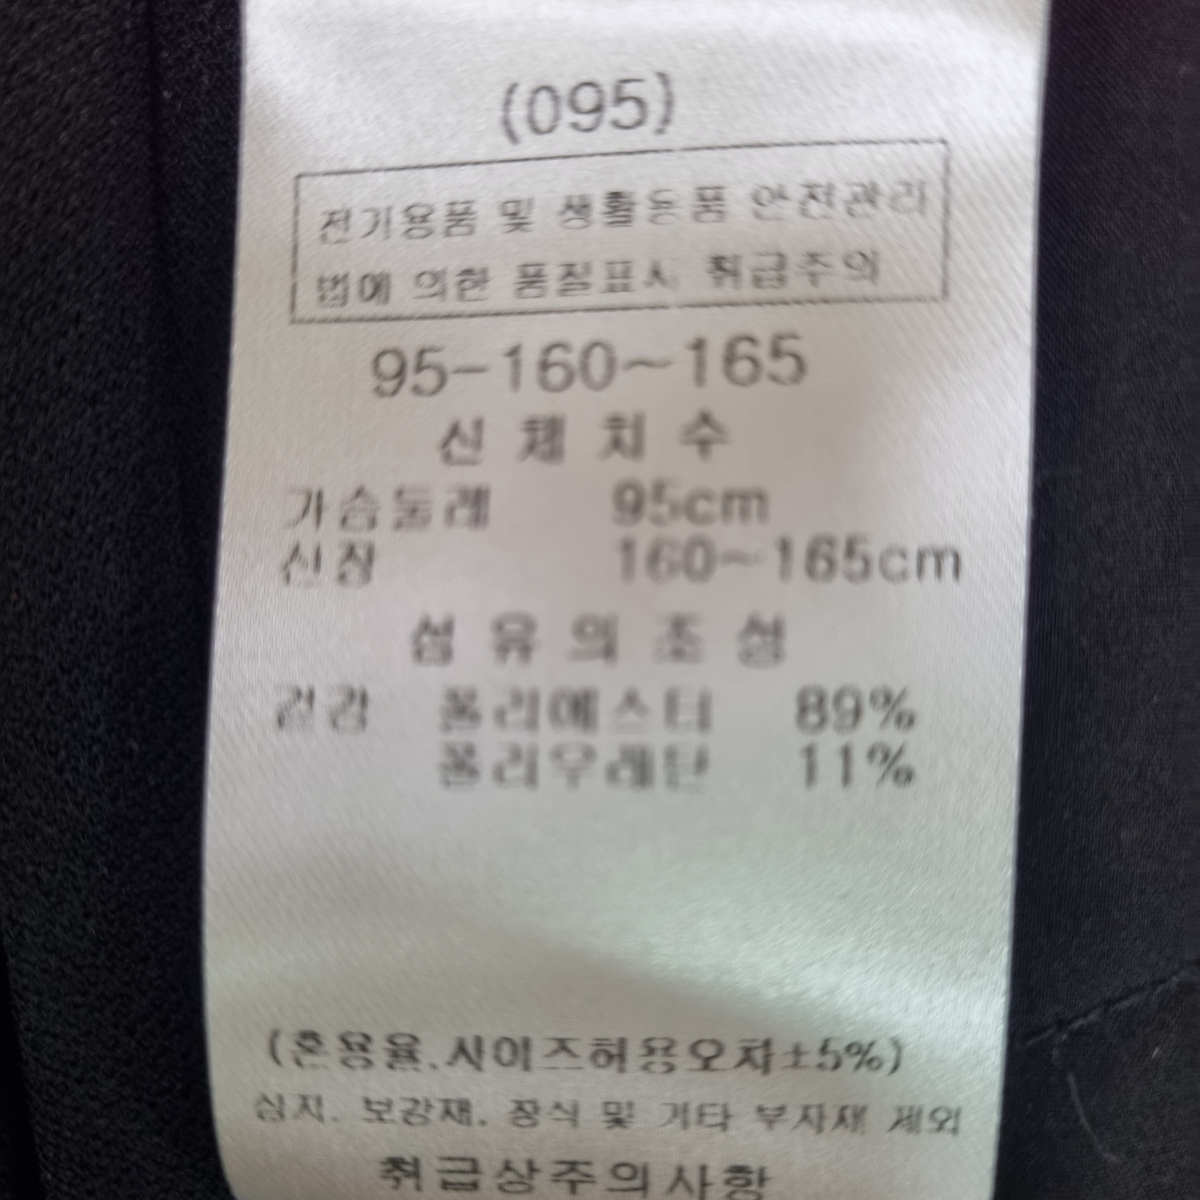 (095)
전기용품 및 생활용품 안전관리
법에 의한 품질표시 취급주의
95-160~165
신체치수
가슴둘레 95cm
신장 160~165cm
섬유의조성
겉감 폴리에스터 89%
폴리우레탄 11%
(혼용율.사이즈허용오차±5%)
심지. 보강재. 장식 및 기타 부자재 제외
취급상주의사항